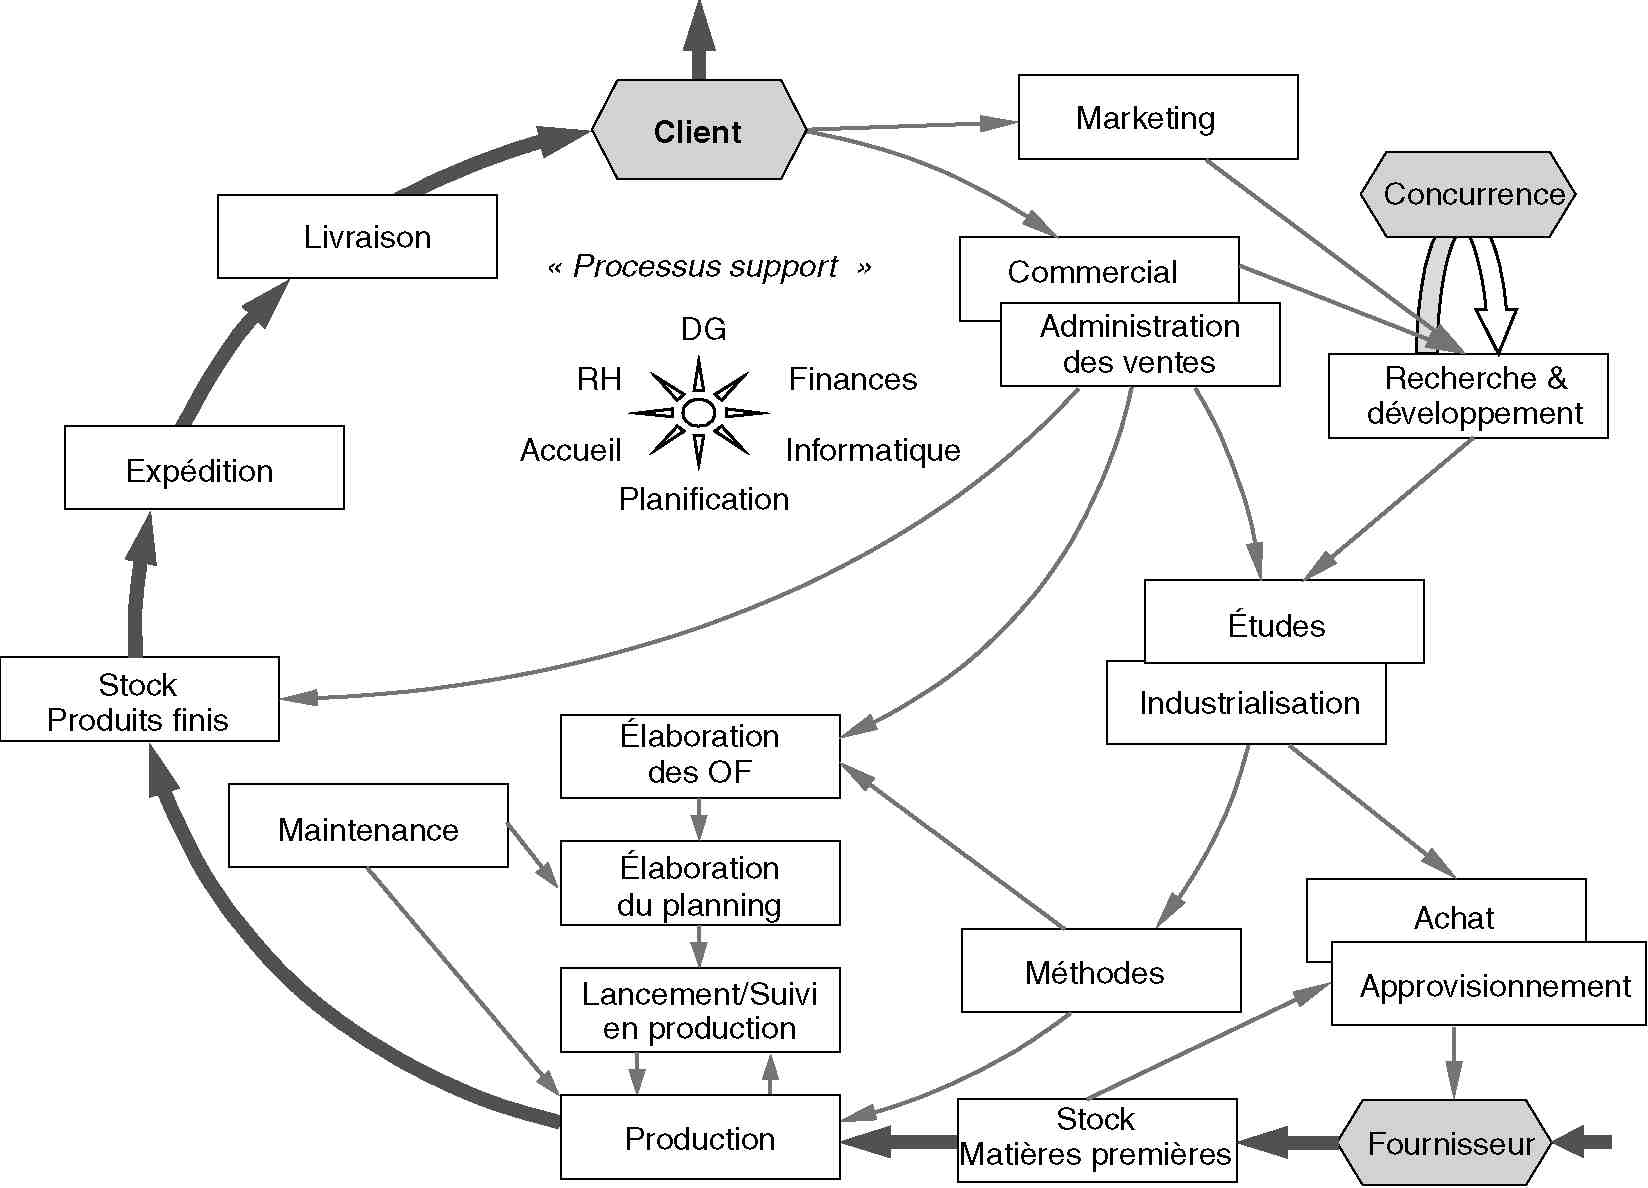 Client
Marketing
Concurrence
Livraison
« Processus support »
Commercial
Administration
des ventes
DG
RH
Finances
Accueil
Informatique
Planification
Recherche &
développement
Expédition
Études
Industrialisation
Stock
Produits finis
Élaboration
des OF
Maintenance
Élaboration
du planning
Lancement/Suivi
en production
Méthodes
Achat
Approvisionnement
Production
Stock
Matières premières
Fournisseur